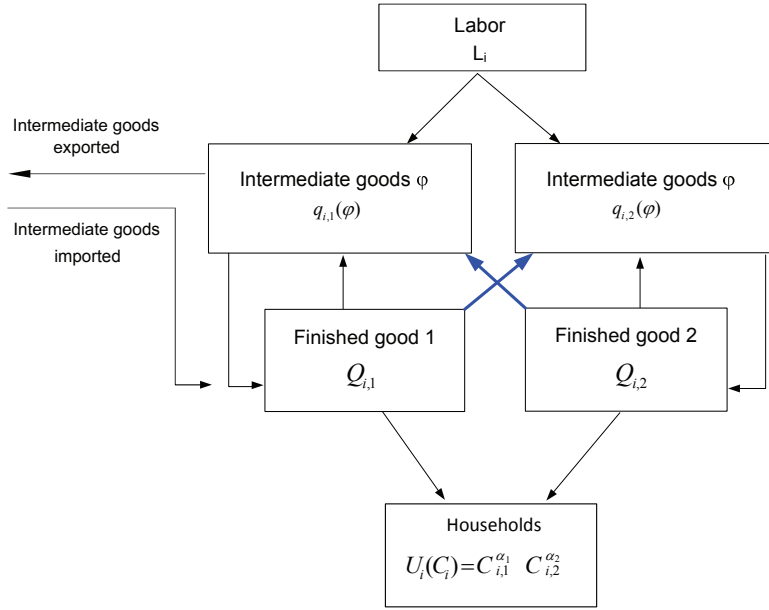 Labor
L_i
Intermediate goods
exported
Intermediate goods φ
q_{i,1}(φ)
Intermediate goods φ
q_{i,2}(φ)
Intermediate goods
imported
Finished good 1
Q_{i,1}
Finished good 2
Q_{i,2}
Households
U_i(C_i)=C_{i,1}^{α_1} C_{i,2}^{α_2}